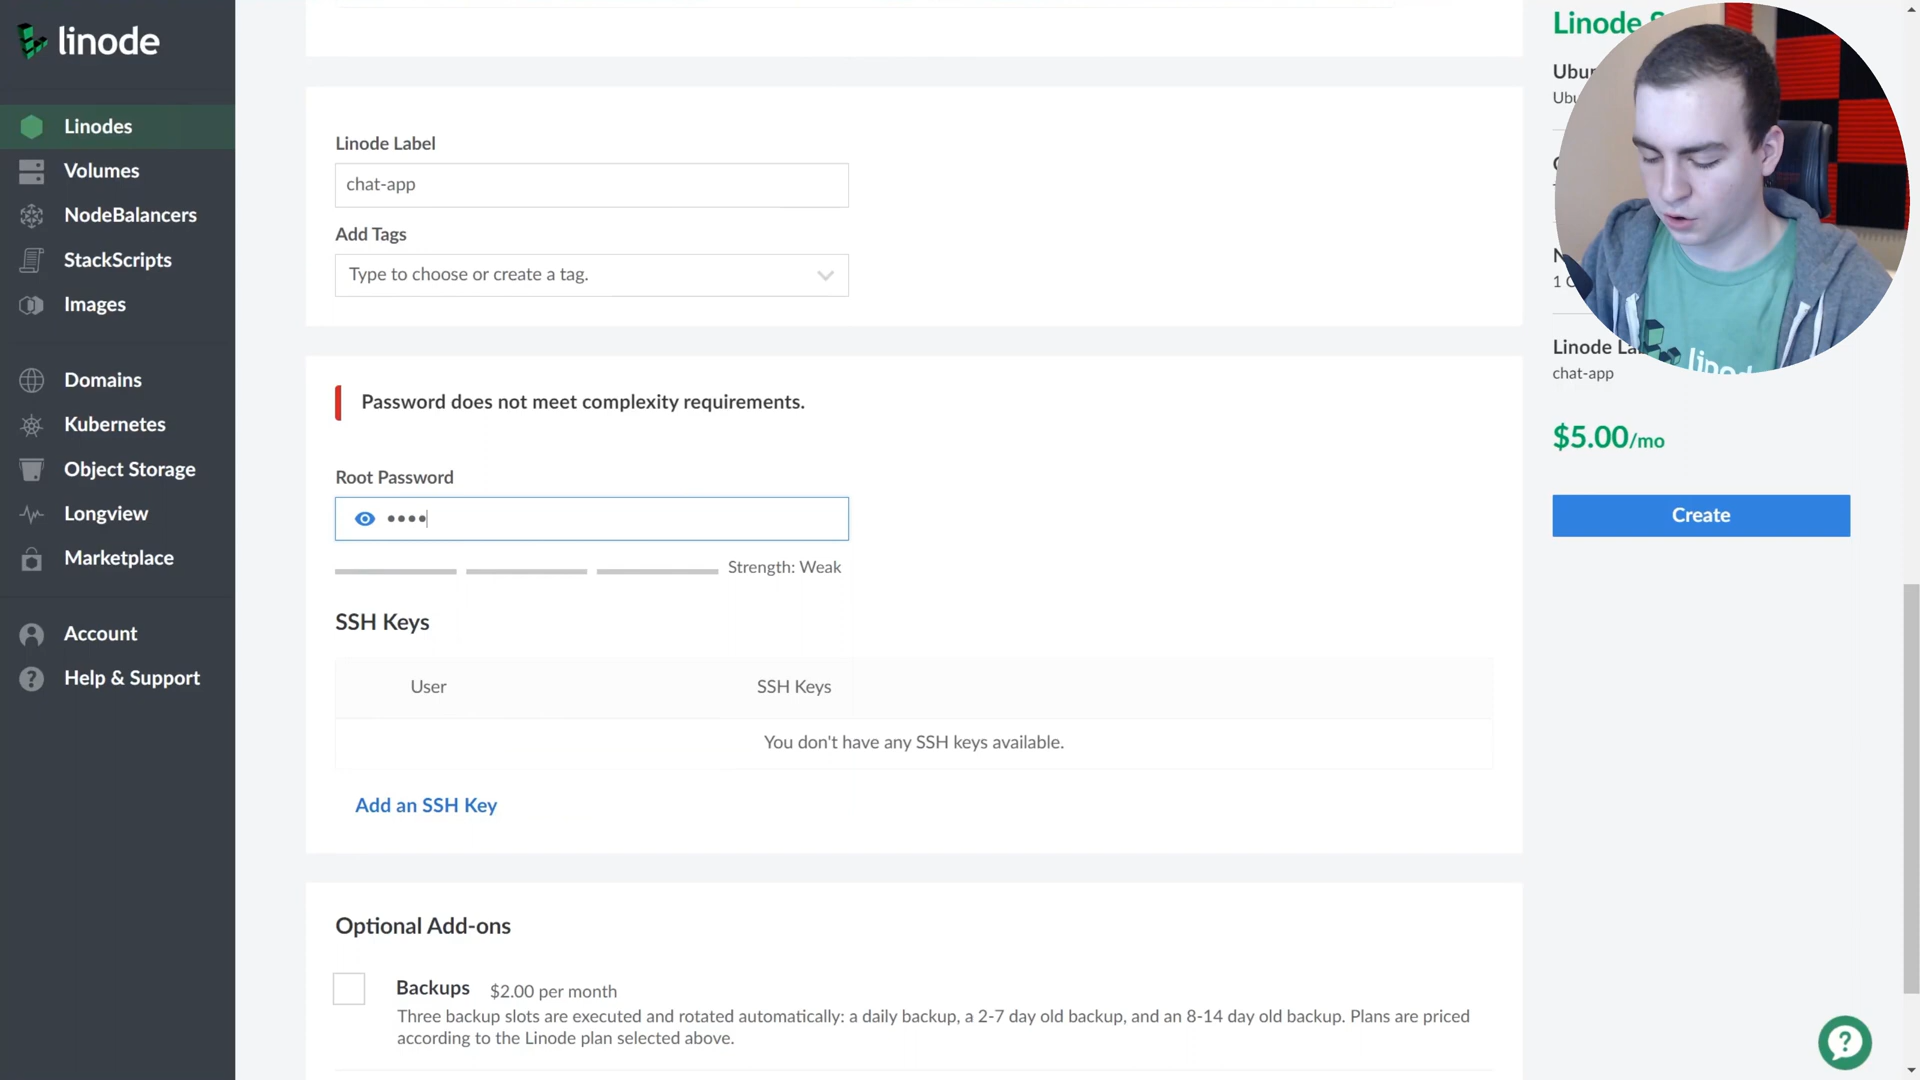 linode
Linodes
Volumes
NodeBalancers
StackScripts
Images
Domains
Kubernetes
Object Storage
Longview
Marketplace
Account
Help & Support
Linode Label
chat-app
Add Tags
Type to choose or create a tag.
Password does not meet complexity requirements.
Root Password
••••
Strength: Weak
SSH Keys
User SSH Keys
You don't have any SSH keys available.
Add an SSH Key
Optional Add-ons
Backups $2.00 per month
Three backup slots are executed and rotated automatically: a daily backup, a 2-7 day old backup, and an 8-14 day old backup. Plans are priced
according to the Linode plan selected above.
Linode
Linode
chat-app
$5.00/mo
Create